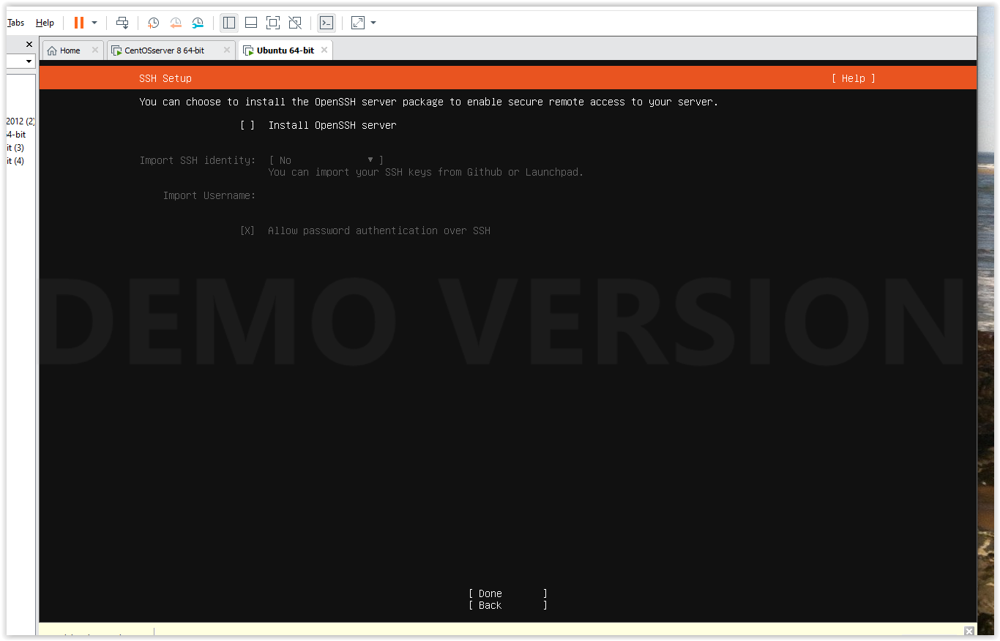 Tabs Help
Home CentOSserver 8 64-bit Ubuntu 64-bit
2012 (2)
4-bit
it (3)
it (4)
SSH Setup [ Help ]
You can choose to install the OpenSSH server package to enable secure remote access to your server.
[ ] Install OpenSSH server
Import SSH identity: [ No ▾ ]
You can import your SSH keys from Github or Launchpad.
Import Username:
[X] Allow password authentication over SSH
DEMO VERSION
[ Done ]
[ Back ]